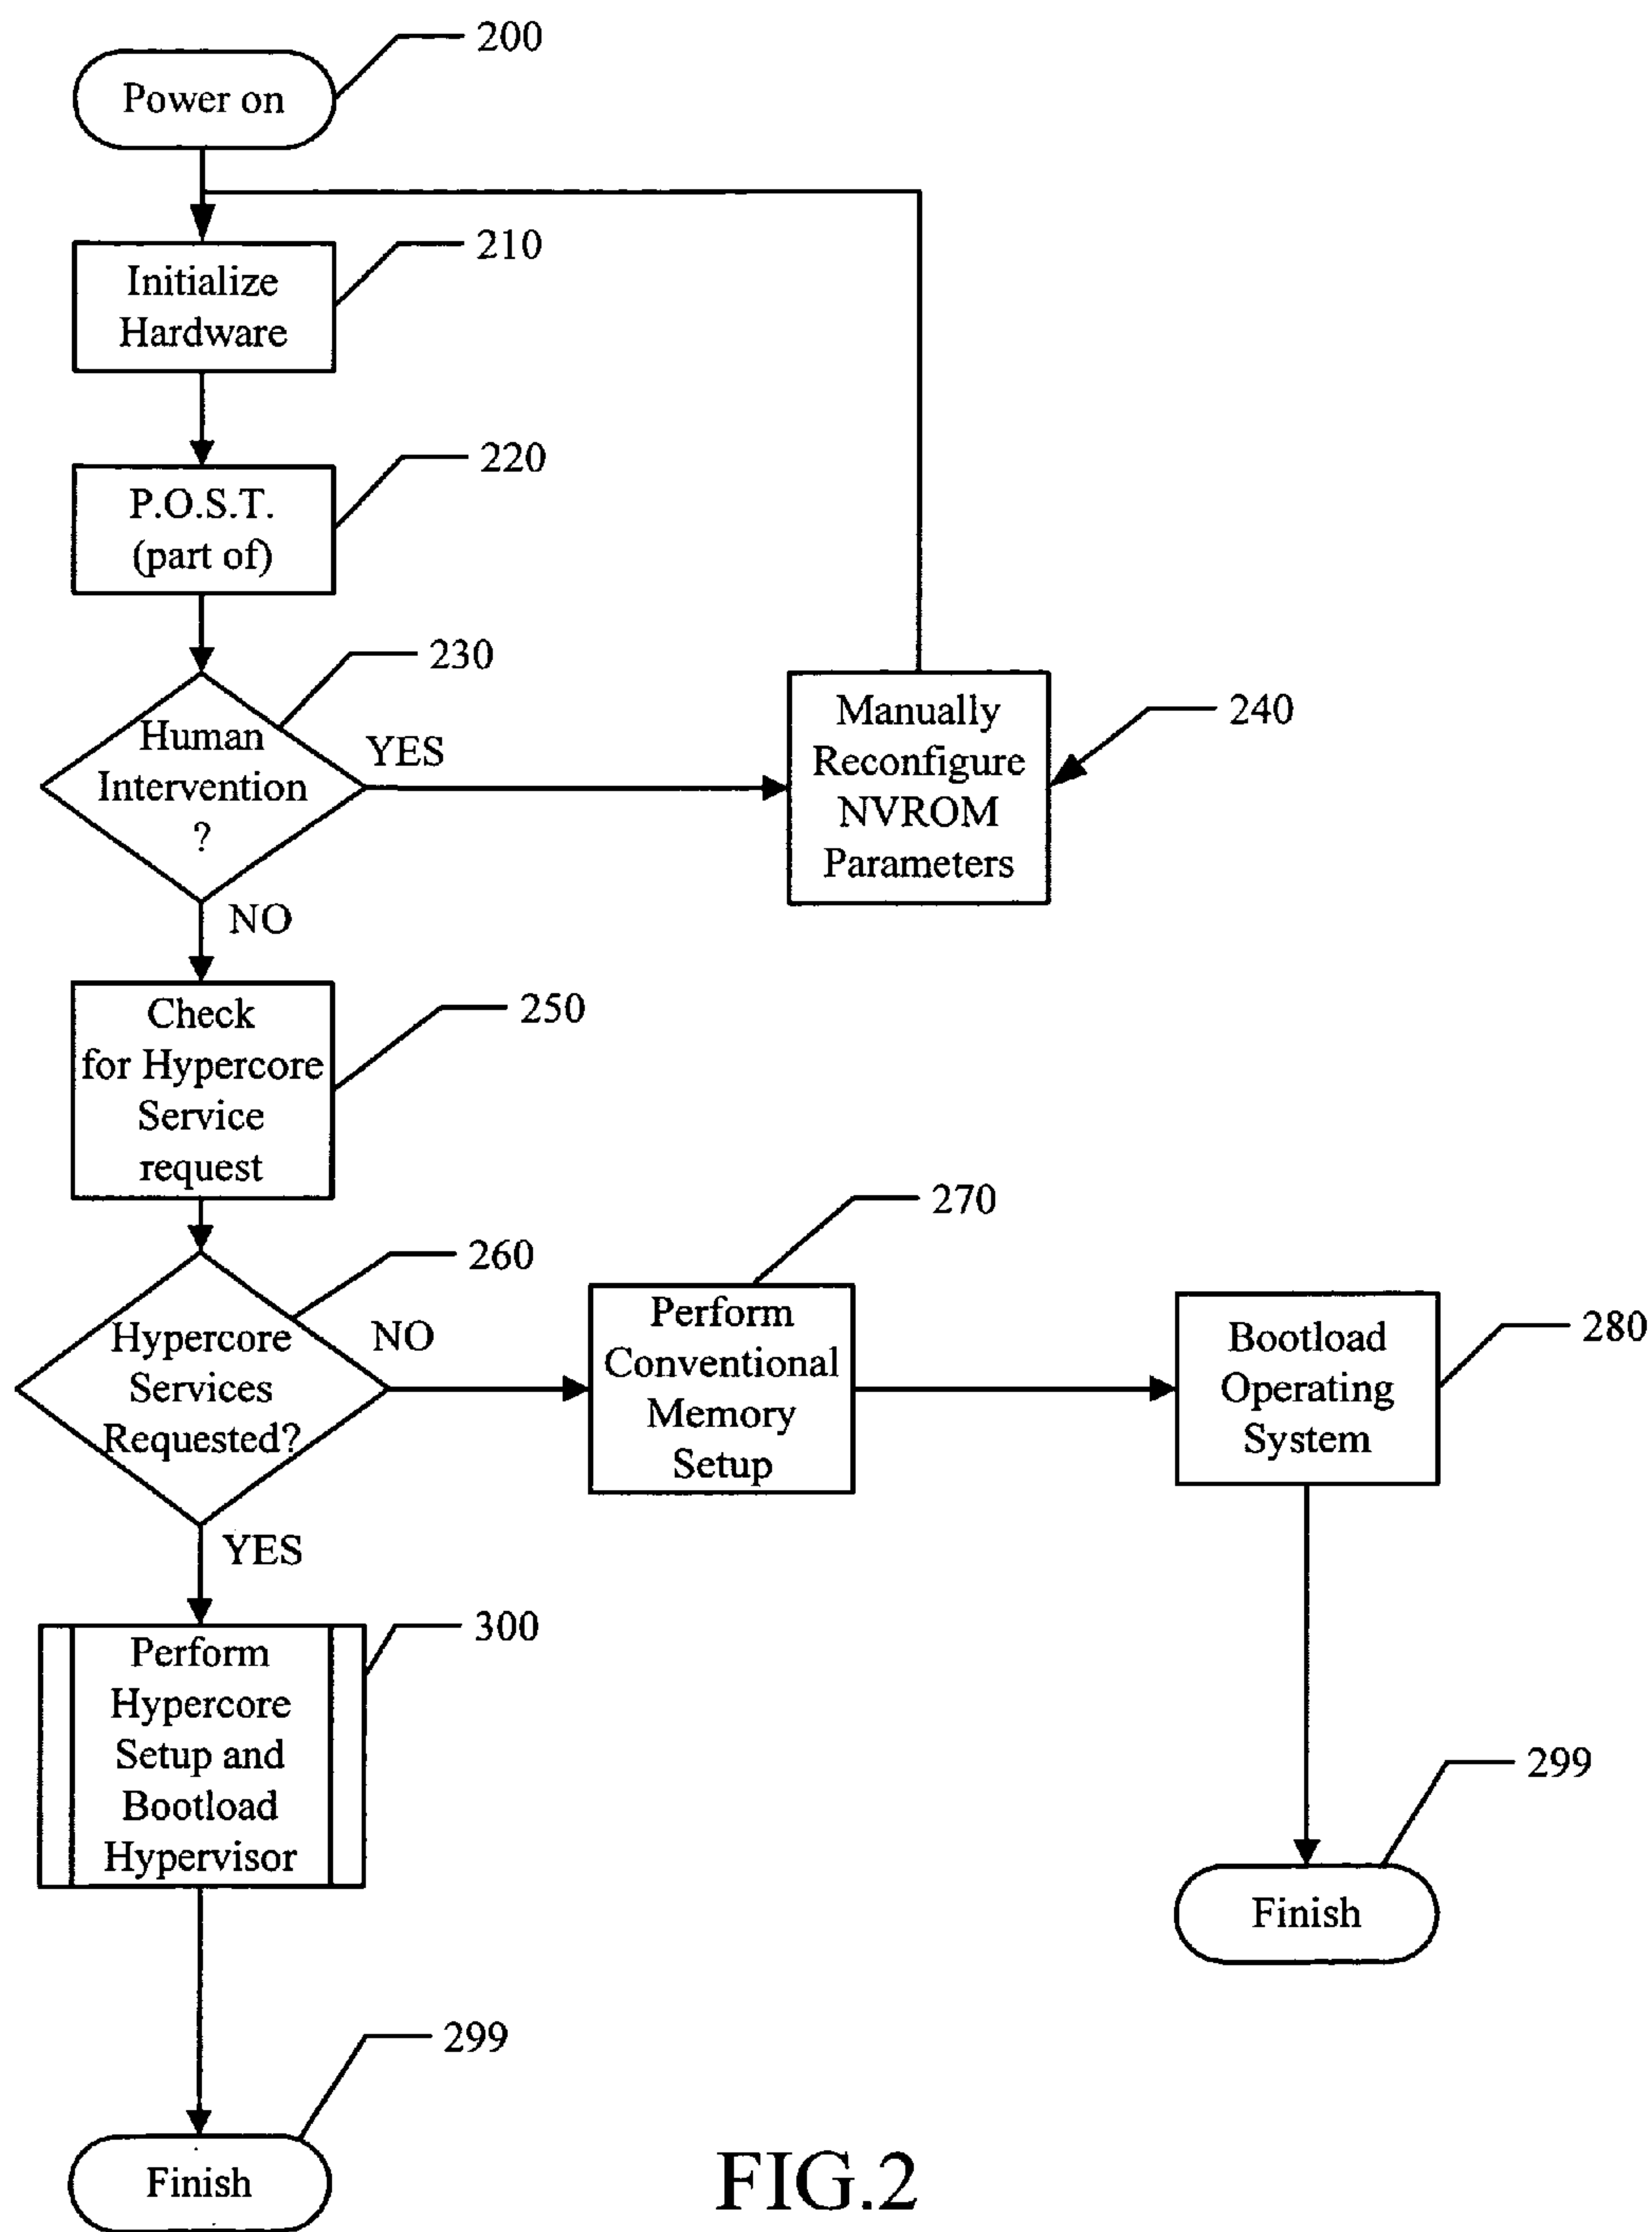 200
Power on
210
Initialize
Hardware
220
P.O.S.T.
(part of)
230
Human
Intervention
?
YES
NO
240
Manually
Reconfigure
NVROM
Parameters
250
Check
for Hypercore
Service
request
260
Hypercore
Services
Requested?
NO
YES
270
Perform
Conventional
Memory
Setup
280
Bootload
Operating
System
300
Perform
Hypercore
Setup and
Bootload
Hypervisor
299
Finish
299
Finish
FIG.2